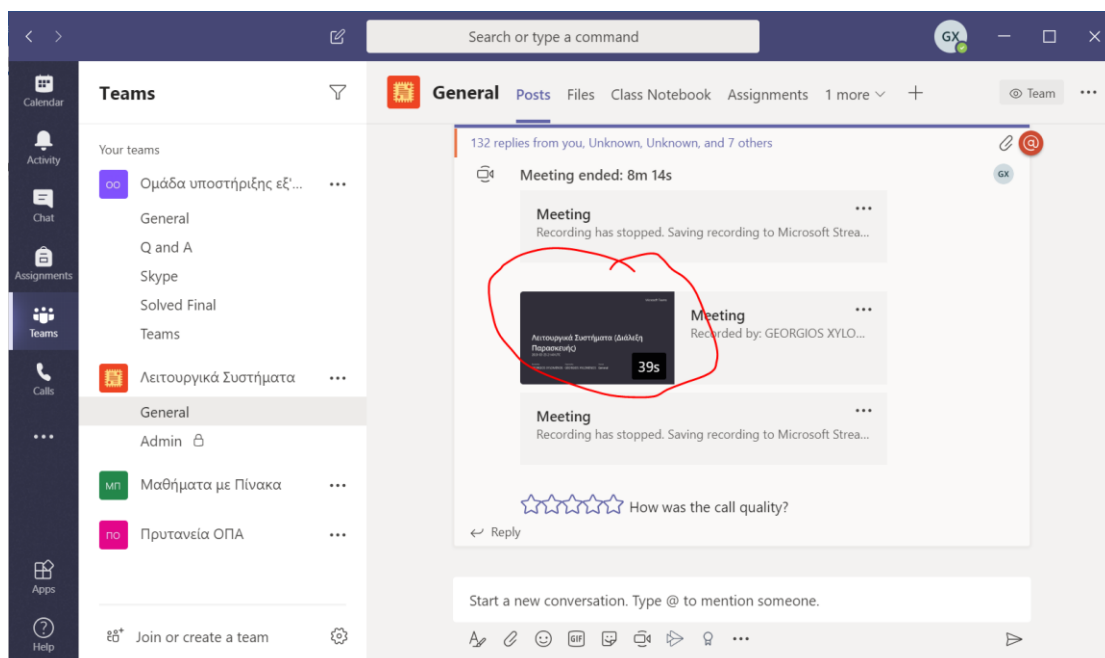 Search or type a command
GX
Calendar
Activity
Chat
Assignments
Teams
Calls
Apps
Help
Teams
Your teams
ΟΟ Ομάδα υποστήριξης εξ'...
General
Q and A
Skype
Solved Final
Teams
Λειτουργικά Συστήματα
General
Admin
ΜΠ Μαθήματα με Πίνακα
ΠΟ Πρυτανεία ΟΠΑ
Join or create a team
General Posts Files Class Notebook Assignments 1 more
Team
132 replies from you, Unknown, Unknown, and 7 others
@
Meeting ended: 8m 14s
GX
Meeting
Recording has stopped. Saving recording to Microsoft Strea...
Λειτουργικά Συστήματα (Διάλεξη
Παρασκευής)
39s
Meeting
Recorded by: GEORGIOS XYLO...
Meeting
Recording has stopped. Saving recording to Microsoft Strea...
How was the call quality?
Reply
Start a new conversation. Type @ to mention someone.
GIF